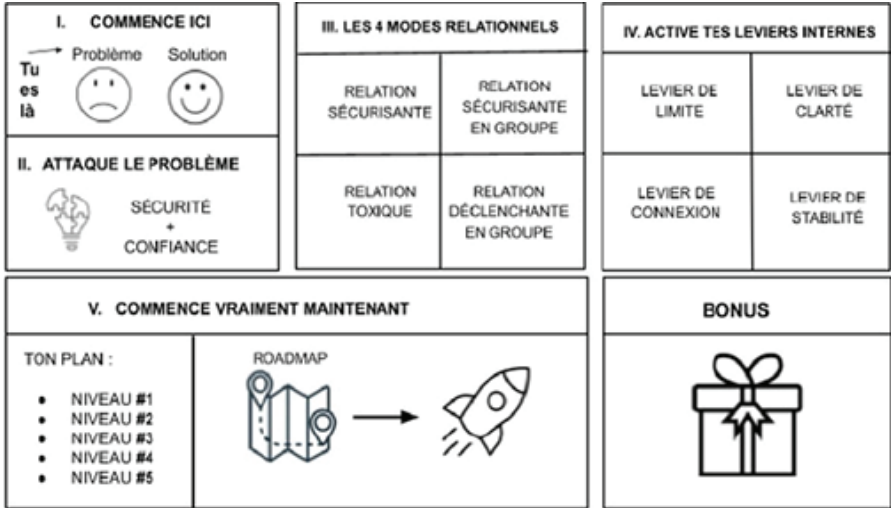 I. COMMENCE ICI
Tu
es
là
Problème
Solution
II. ATTAQUE LE PROBLÈME
SÉCURITÉ
+
CONFIANCE
III. LES 4 MODES RELATIONNELS
RELATION
SÉCURISANTE
RELATION
SÉCURISANTE
EN GROUPE
RELATION
TOXIQUE
RELATION
DÉCLENCHANTE
EN GROUPE
IV. ACTIVE TES LEVIERS INTERNES
LEVIER DE
LIMITE
LEVIER DE
CLARTÉ
LEVIER DE
CONNEXION
LEVIER DE
STABILITÉ
V. COMMENCE VRAIMENT MAINTENANT
TON PLAN :
• NIVEAU #1
• NIVEAU #2
• NIVEAU #3
• NIVEAU #4
• NIVEAU #5
ROADMAP
BONUS